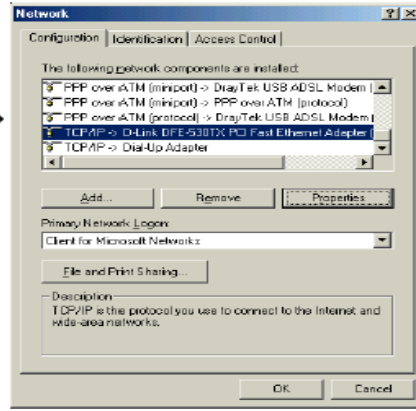 Network
Configuration Identification Access Control
The following network components are installed:
PPP over ATM (miniport) -> DrayTek USB ADSL Modem (
PPP over ATM (miniport) -> PPP over ATM (protocol)
PPP over ATM (protocol) -> DrayTek USB ADSL Modem (
TCP/IP -> D-Link DFE-530TX PCI Fast Ethernet Adapter (
TCP/IP -> Dial-Up Adapter
Add... Remove Properties
Primary Network Logon:
Client for Microsoft Networks
File and Print Sharing...
Description
TCP/IP is the protocol you use to connect to the Internet and
wide-area networks.
OK Cancel